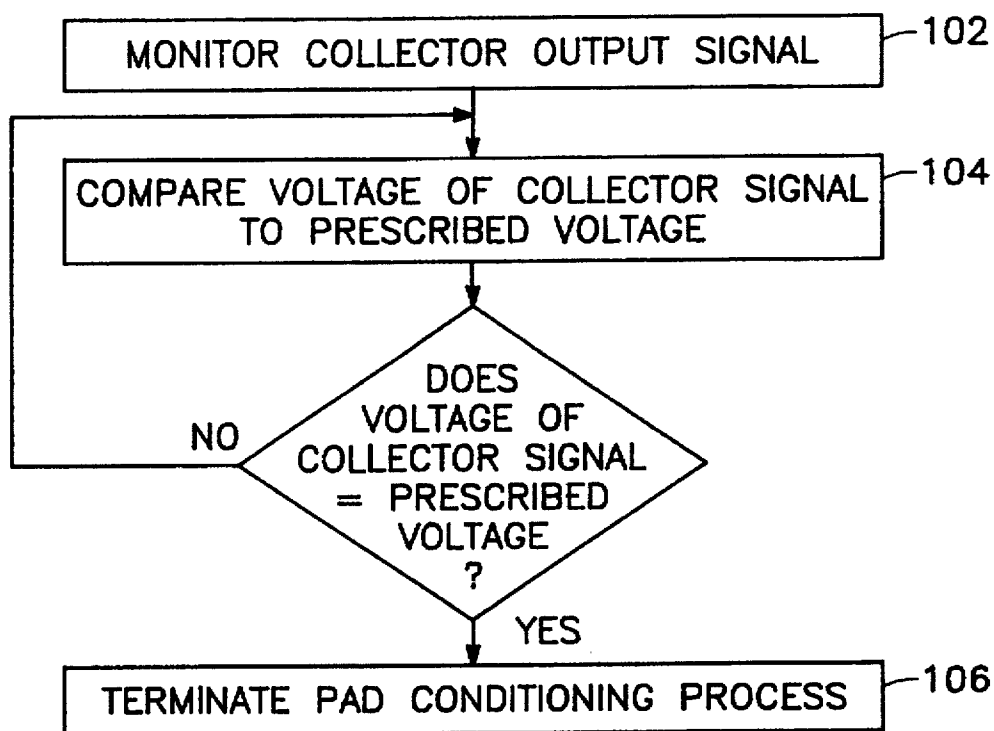 MONITOR COLLECTOR OUTPUT SIGNAL
102
COMPARE VOLTAGE OF COLLECTOR SIGNAL
TO PRESCRIBED VOLTAGE
104
DOES
VOLTAGE OF
COLLECTOR SIGNAL
= PRESCRIBED
VOLTAGE
?
NO
YES
TERMINATE PAD CONDITIONING PROCESS
106